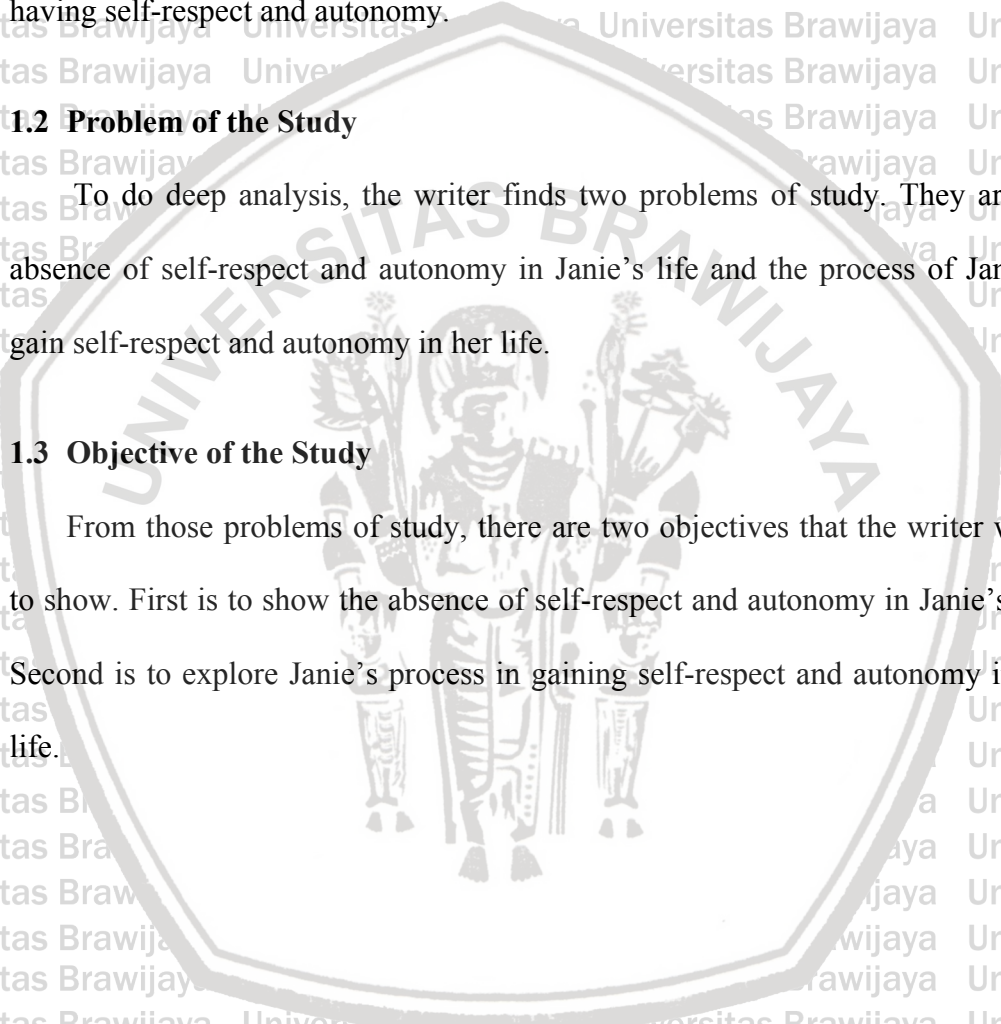 having self-respect and autonomy.
1.2 Problem of the Study
To do deep analysis, the writer finds two problems of study. They ar
absence of self-respect and autonomy in Janie's life and the process of Jan
gain self-respect and autonomy in her life.
1.3 Objective of the Study
From those problems of study, there are two objectives that the writer w
to show. First is to show the absence of self-respect and autonomy in Janie's
Second is to explore Janie's process in gaining self-respect and autonomy i
life.
UNIVERSITAS BRAWIJAYA